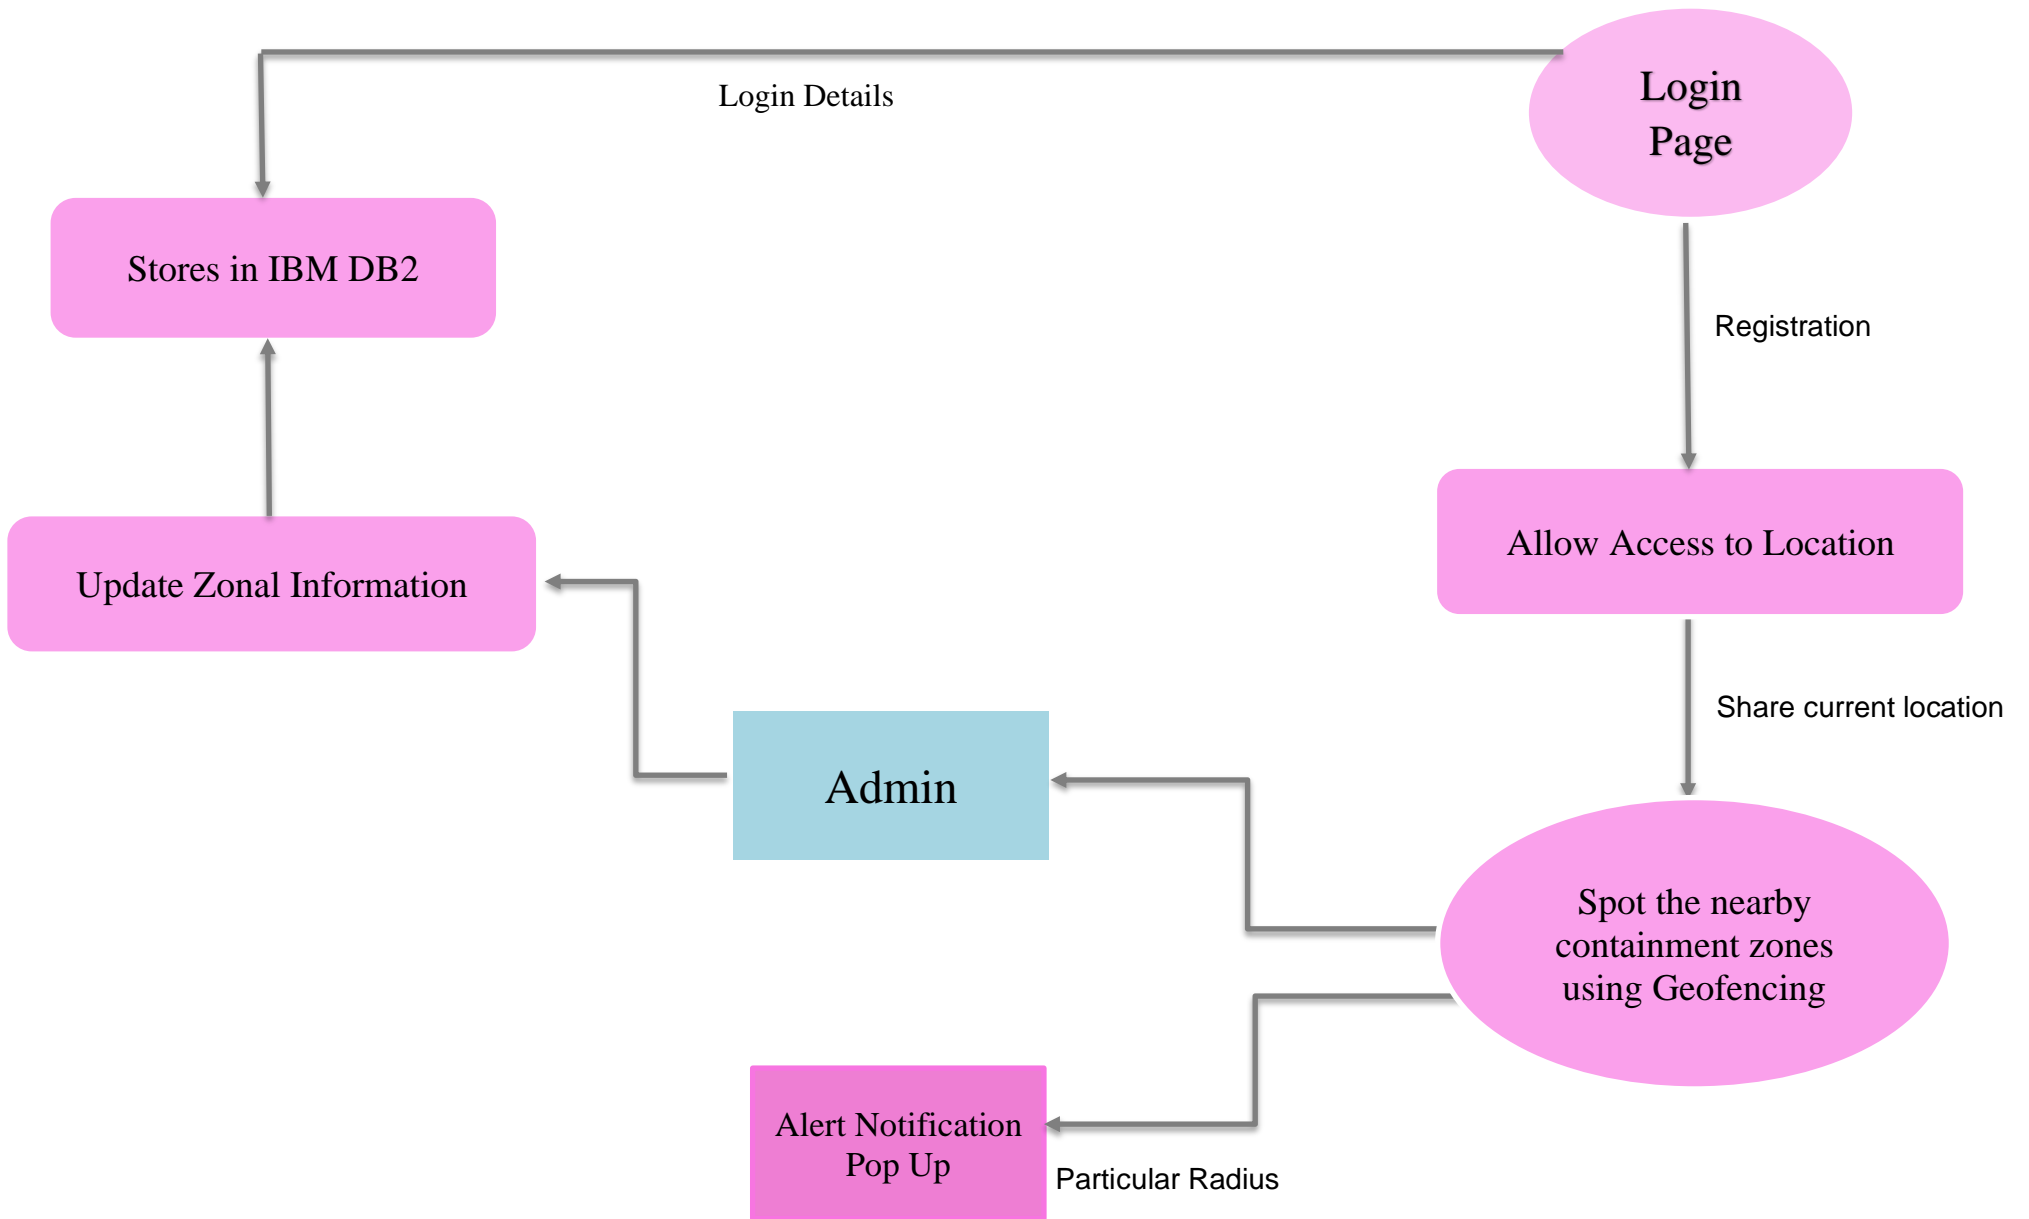 Login
Page
Login Details
Stores in IBM DB2
Registration
Allow Access to Location
Update Zonal Information
Share current location
Admin
Spot the nearby
containment zones
using Geofencing
Alert Notification
Pop Up
Particular Radius